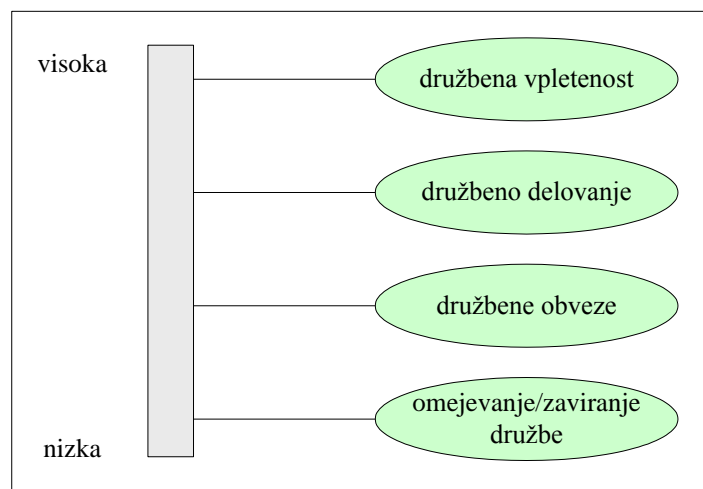 visoka
družbena vpletenost
družbeno delovanje
družbene obveze
omejevanje/zaviranje
družbe
nizka